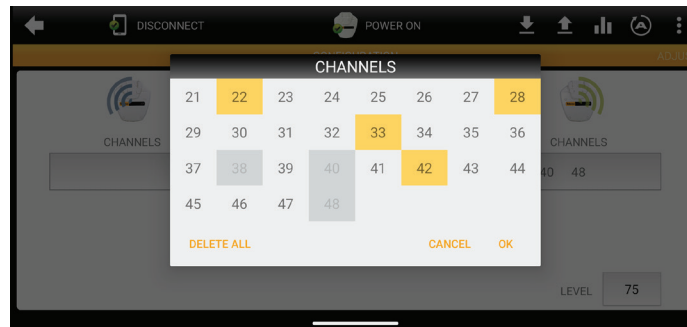 DISCONNECT
POWER ON
CHANNELS
21 22 23 24 25 26 27 28
29 30 31 32 33 34 35 36
37 38 39 40 41 42 43 44
45 46 47 48
DELETE ALL
CANCEL
OK
CHANNELS
CHANNELS
40 48
LEVEL 75